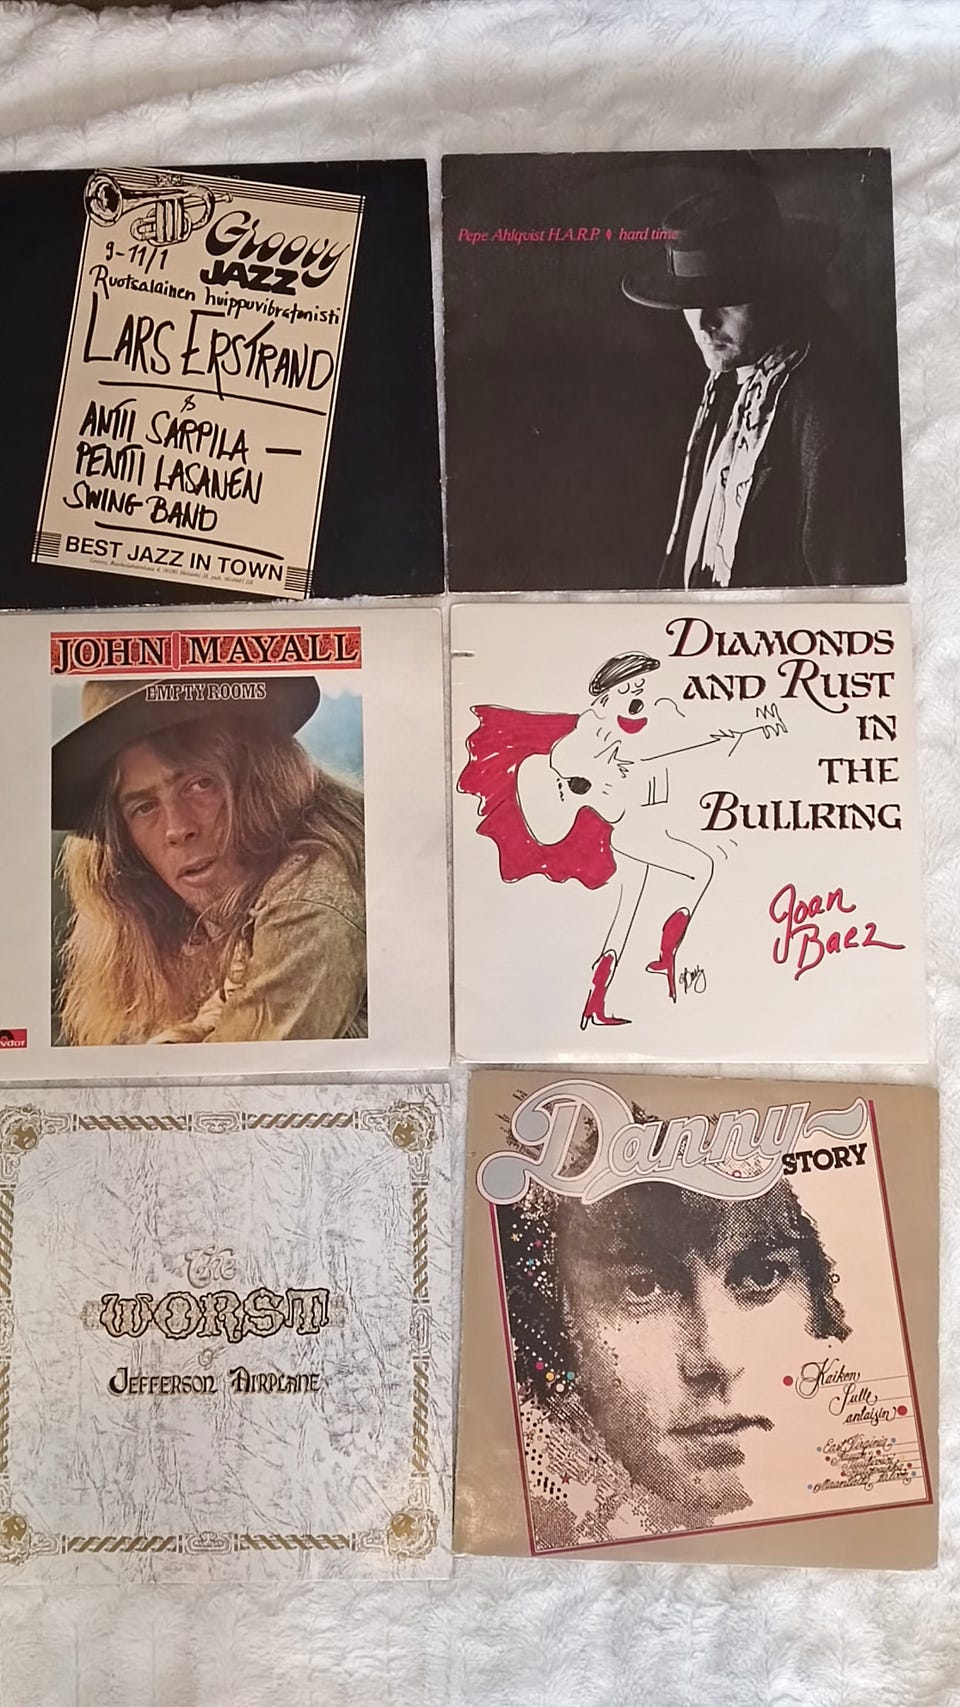 Groovy
JAZZ
9-11/1
Ruotsalainen huippuvibrafonisti
LARS ERSTRAND
&
ANTTI SARPILA —
PENTTI LASANEN
SWING BAND
BEST JAZZ IN TOWN
Pepe Ahlqvist H.A.R.P. hard time
JOHN MAYALL
EMPTY ROOMS
DIAMONDS
AND RUST
IN
THE
BULLRING
Joan
Baez
The
WORST
of
JEFFERSON AIRPLANE
Danny
STORY
Kaiken
Sulle
antaisin
East Virginia